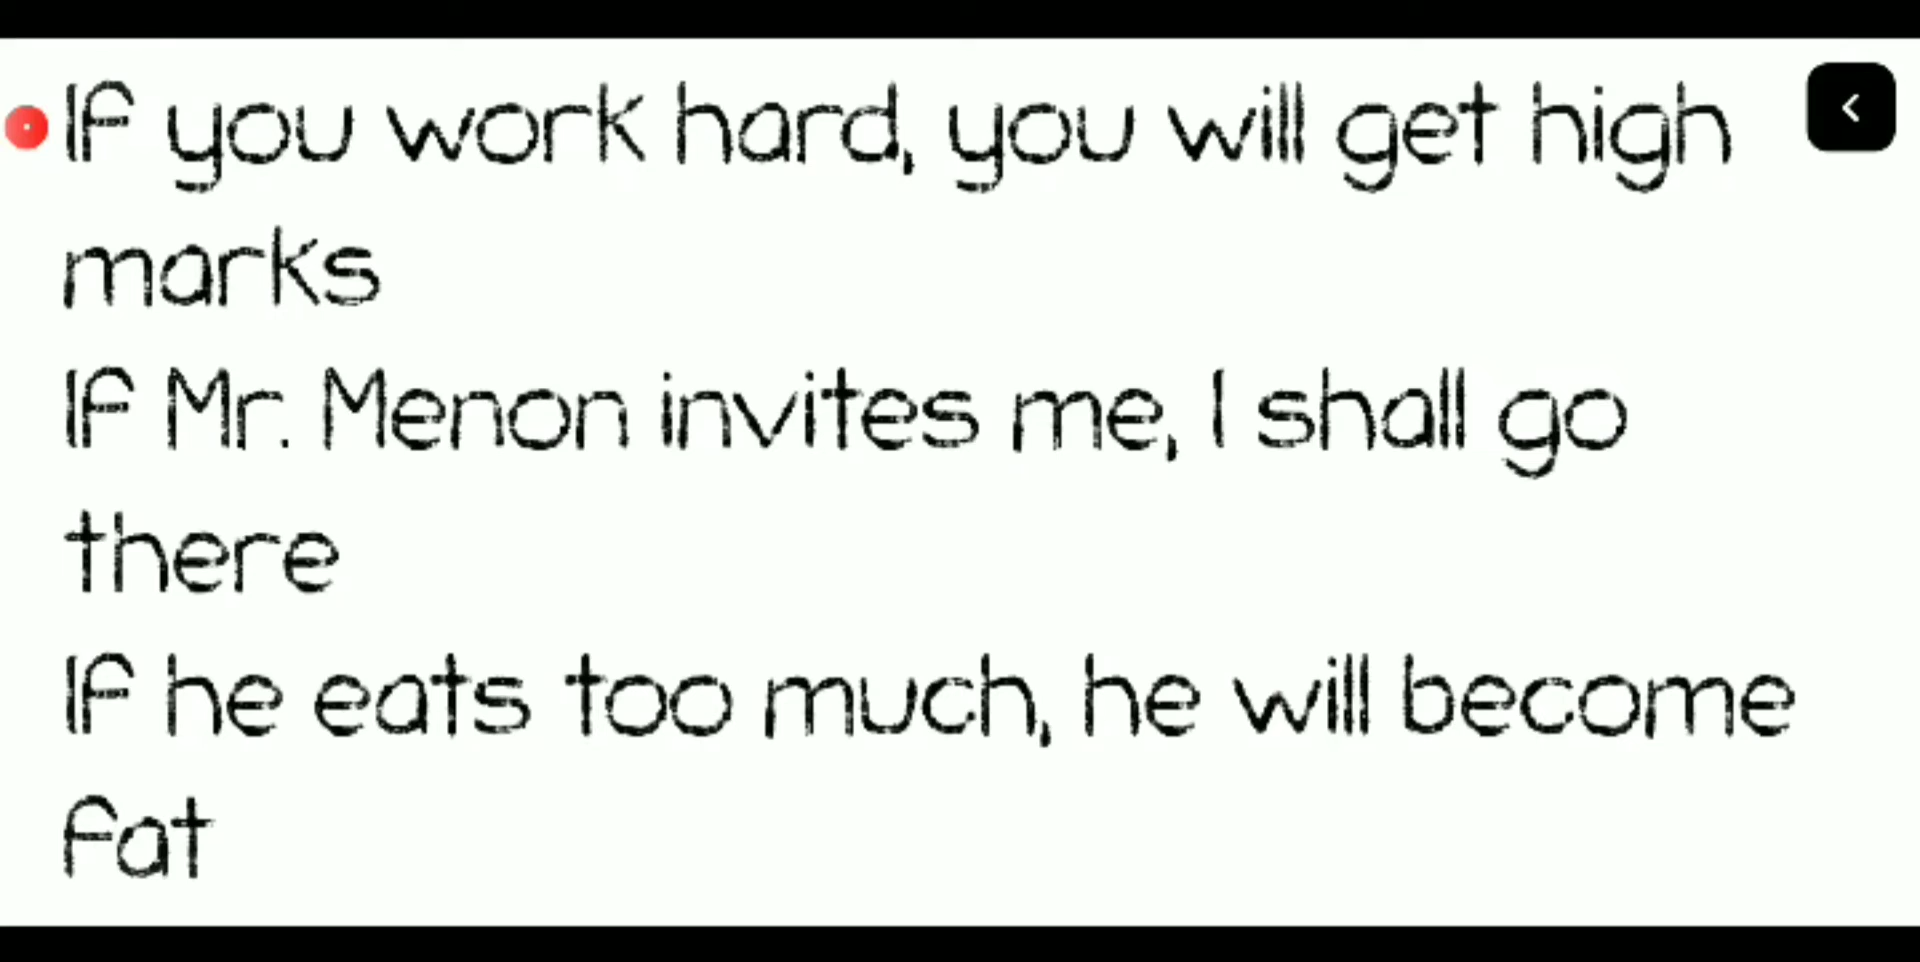 If you work hard, you will get high
marks
If Mr. Menon invites me, I shall go
there
If he eats too much, he will become
fat